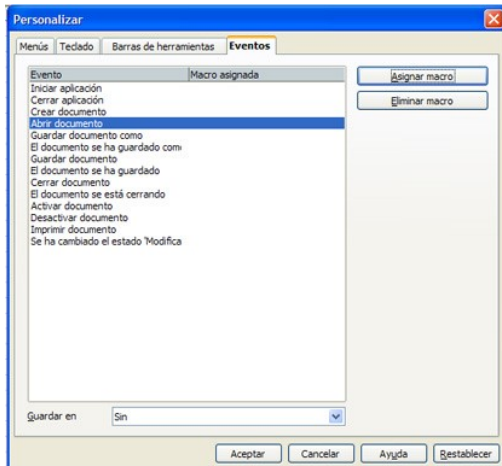 Personalizar
Menús Teclado Barras de herramientas Eventos
Evento Macro asignada
Iniciar aplicación
Cerrar aplicación
Crear documento
Abrir documento
Guardar documento como
El documento se ha guardado com
Guardar documento
El documento se ha guardado
Cerrar documento
El documento se está cerrando
Activar documento
Desactivar documento
Imprimir documento
Se ha cambiado el estado 'Modifica
Asignar macro
Eliminar macro
Guardar en Sin
Aceptar Cancelar Ayuda Restablecer